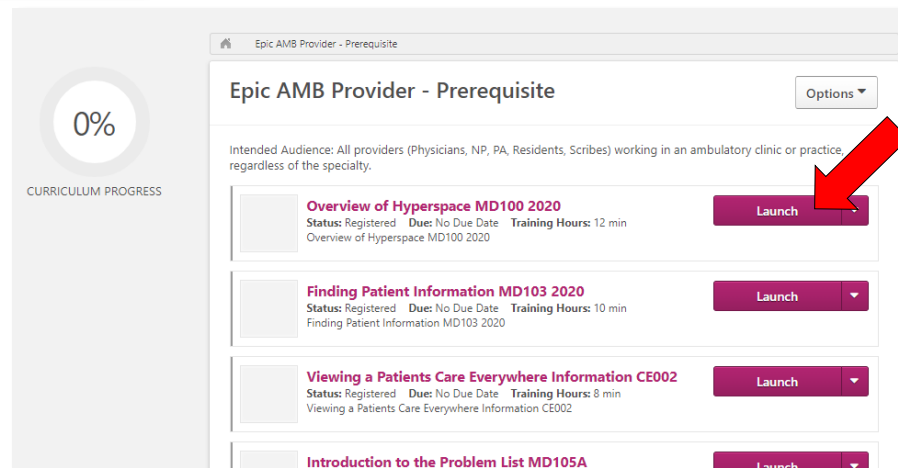 Epic AMB Provider - Prerequisite
Epic AMB Provider - Prerequisite
Options
0%
CURRICULUM PROGRESS
Intended Audience: All providers (Physicians, NP, PA, Residents, Scribes) working in an ambulatory clinic or practice,
regardless of the specialty.
Overview of Hyperspace MD100 2020
Status: Registered Due: No Due Date Training Hours: 12 min
Overview of Hyperspace MD100 2020
Launch
Finding Patient Information MD103 2020
Status: Registered Due: No Due Date Training Hours: 10 min
Finding Patient Information MD103 2020
Launch
Viewing a Patients Care Everywhere Information CE002
Status: Registered Due: No Due Date Training Hours: 8 min
Viewing a Patients Care Everywhere Information CE002
Launch
Introduction to the Problem List MD105A
Launch